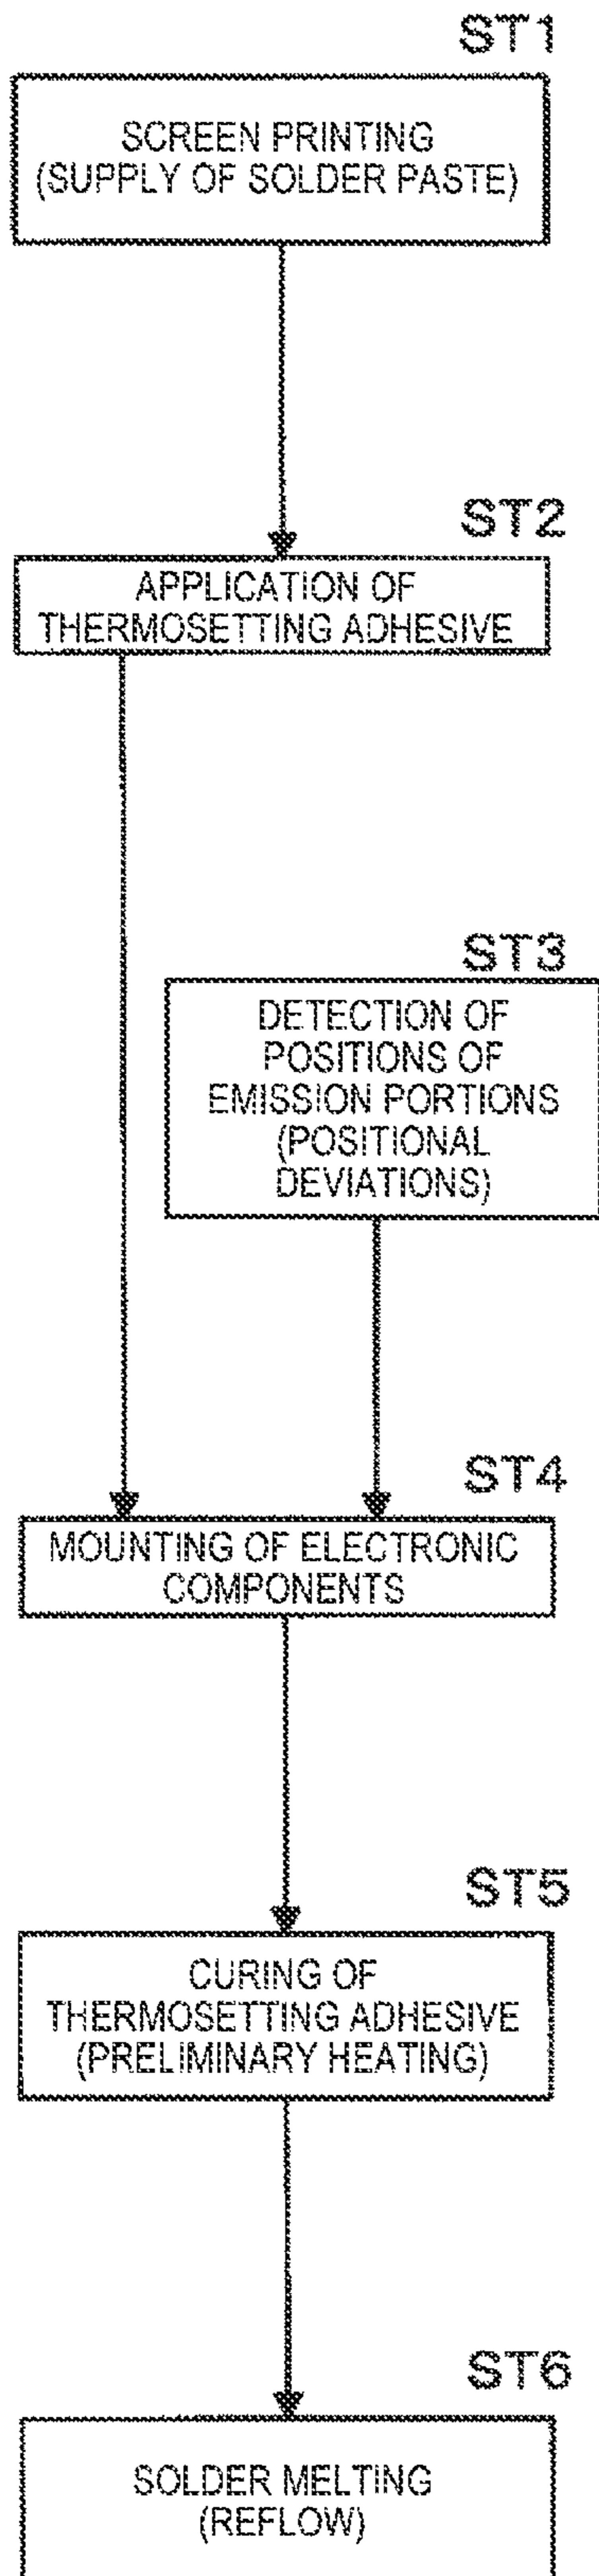 ST1
SCREEN PRINTING
(SUPPLY OF SOLDER PASTE)
ST2
APPLICATION OF
THERMOSETTING ADHESIVE
ST3
DETECTION OF
POSITIONS OF
EMISSION PORTIONS
(POSITIONAL
DEVIATIONS)
ST4
MOUNTING OF ELECTRONIC
COMPONENTS
ST5
CURING OF
THERMOSETTING ADHESIVE
(PRELIMINARY HEATING)
ST6
SOLDER MELTING
(REFLOW)